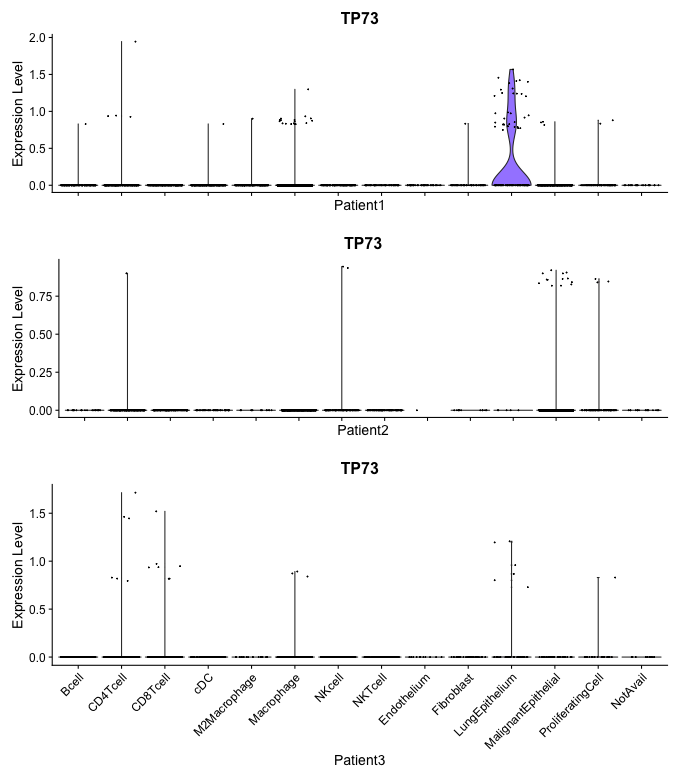 TP73
Expression Level
2.0
1.5
1.0
0.5
0.0
Patient1
TP73
Expression Level
0.75
0.50
0.25
0.00
Patient2
TP73
Expression Level
1.5
1.0
0.5
0.0
Bcell
CD4Tcell
CD8Tcell
cDC
M2Macrophage
Macrophage
NKcell
NKTcell
Endothelium
Fibroblast
LungEpithelium
MalignantEpithelial
ProliferatingCell
NotAvail
Patient3